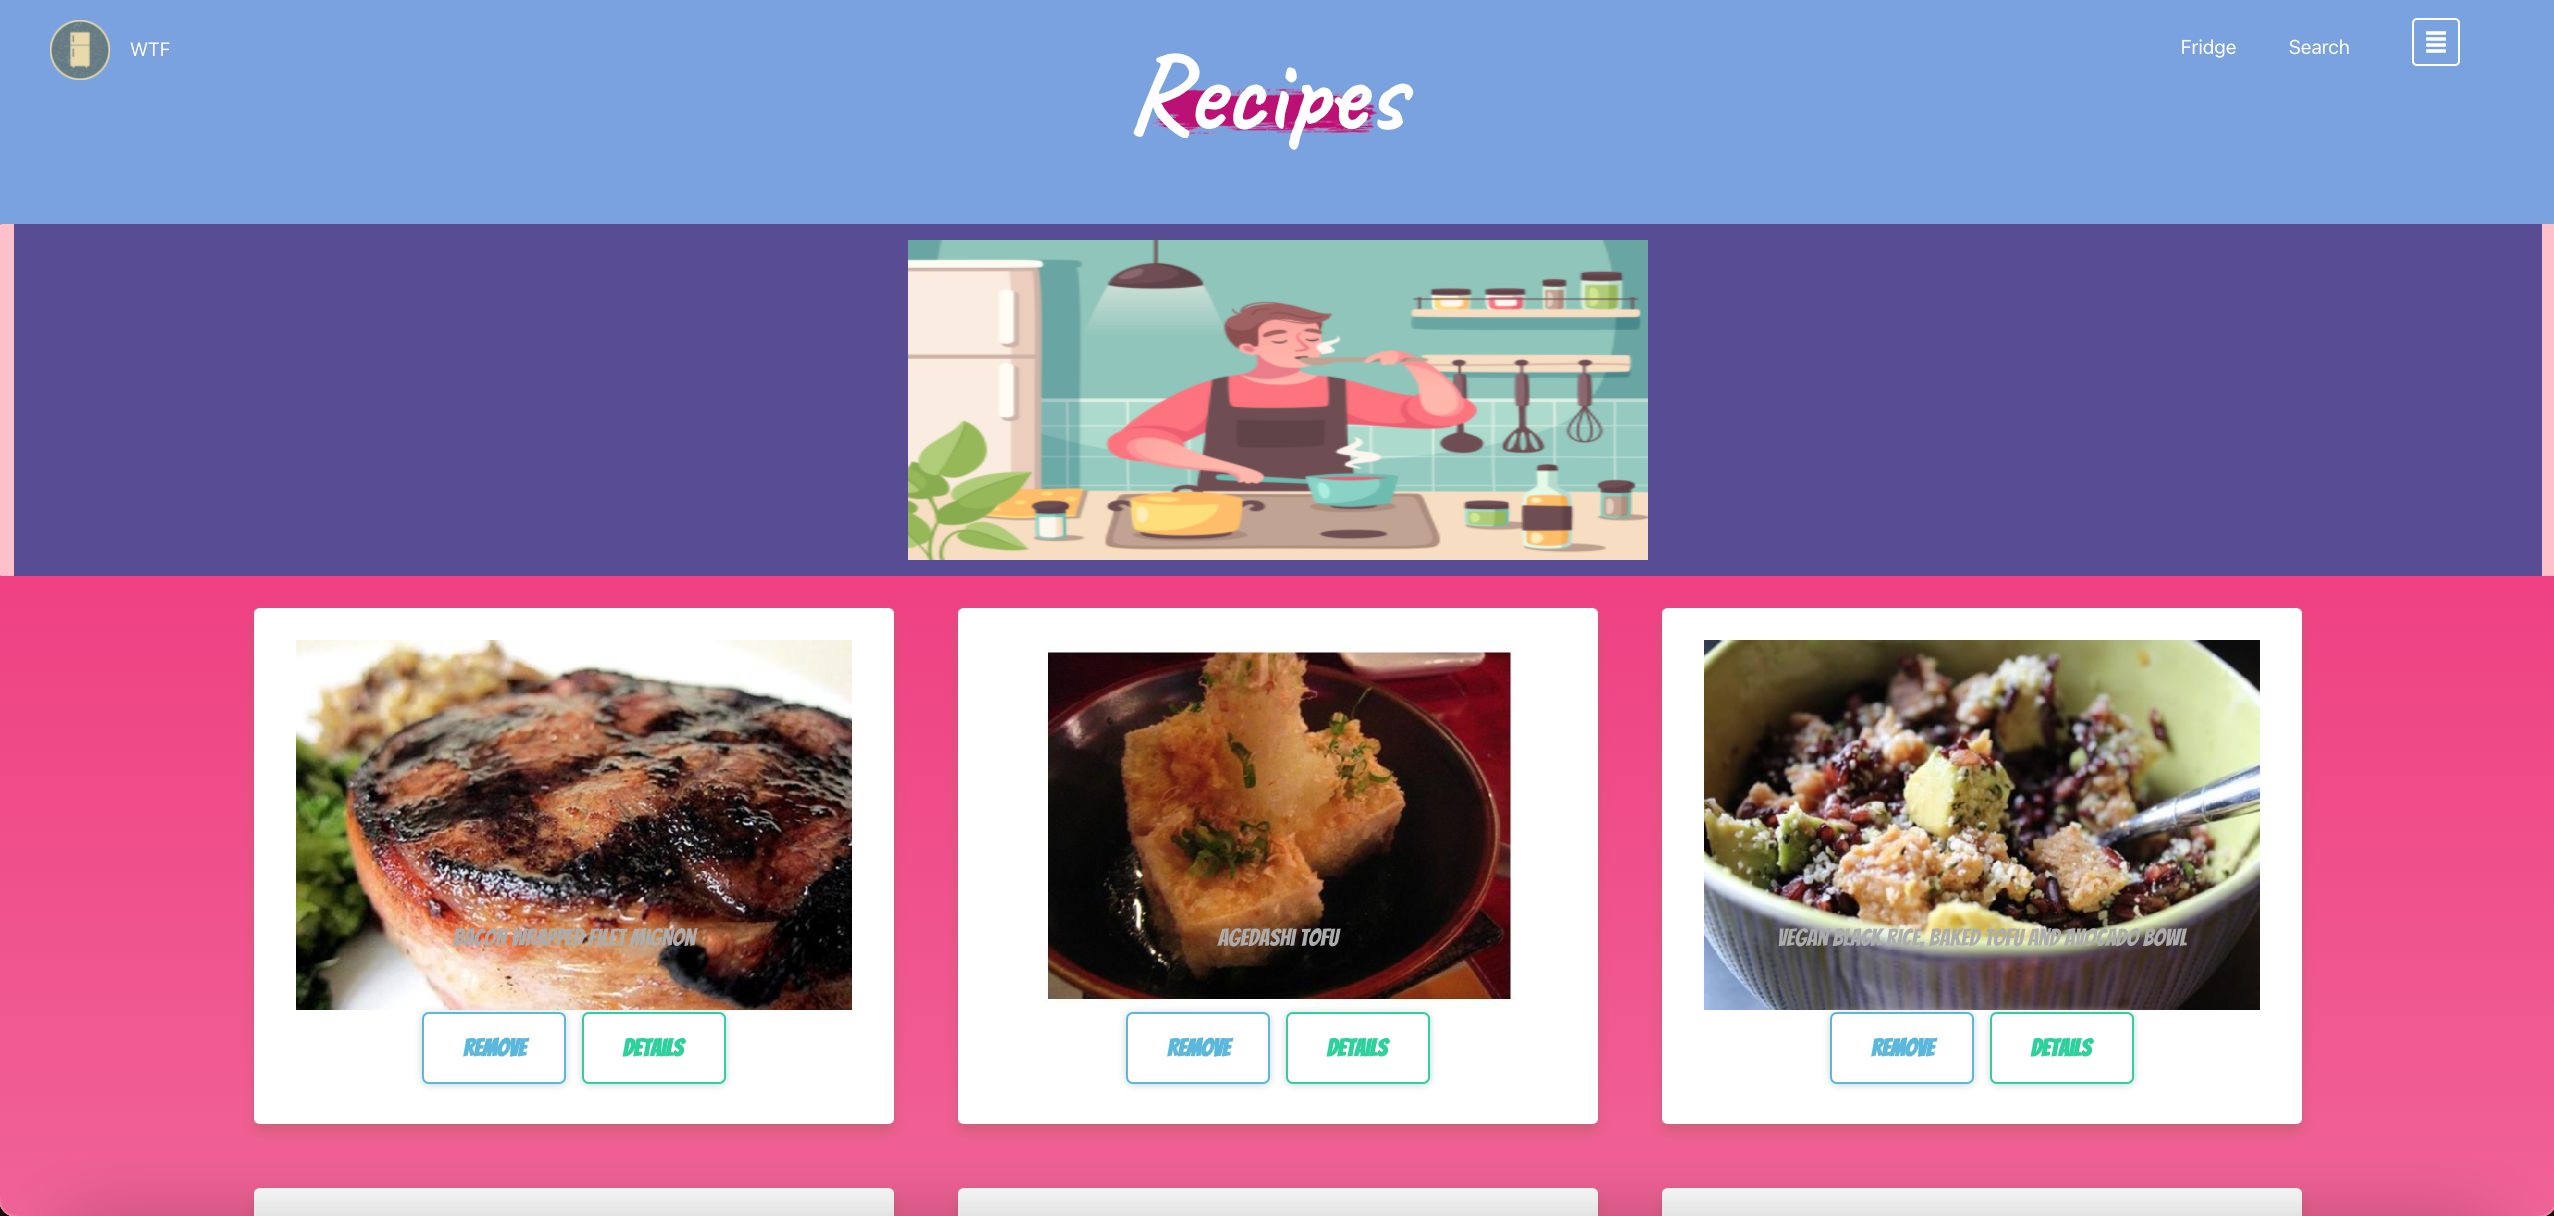 WTF
Fridge
Search
Recipes
BACON WRAPPED FILET MIGNON
AGEDASHI TOFU
VEGAN BLACK RICE, BAKED TOFU AND AVOCADO BOWL
REMOVE
DETAILS
REMOVE
DETAILS
REMOVE
DETAILS